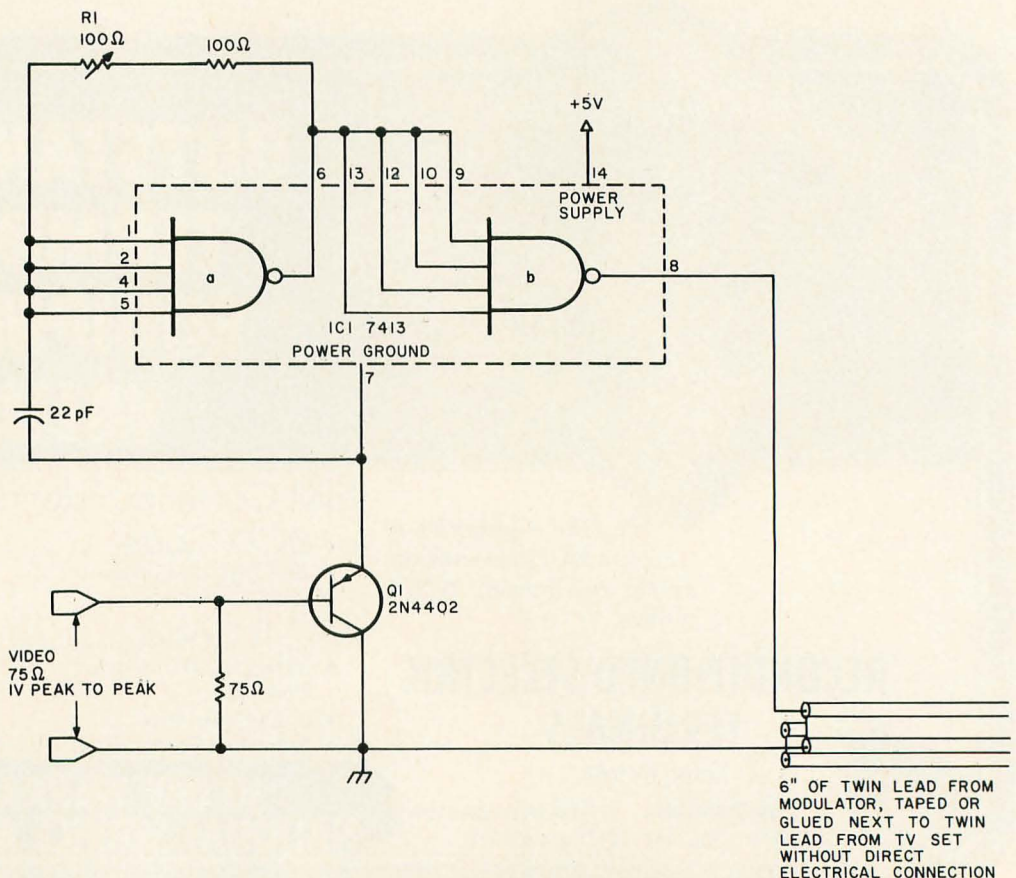 R1
100Ω
100Ω
+5V
6
13
12
10
9
14
POWER
SUPPLY
1
2
4
5
a
b
8
IC1 7413
POWER GROUND
7
22pF
Q1
2N4402
VIDEO
75Ω
1V PEAK TO PEAK
75Ω
6" OF TWIN LEAD FROM
MODULATOR, TAPED OR
GLUED NEXT TO TWIN
LEAD FROM TV SET
WITHOUT DIRECT
ELECTRICAL CONNECTION